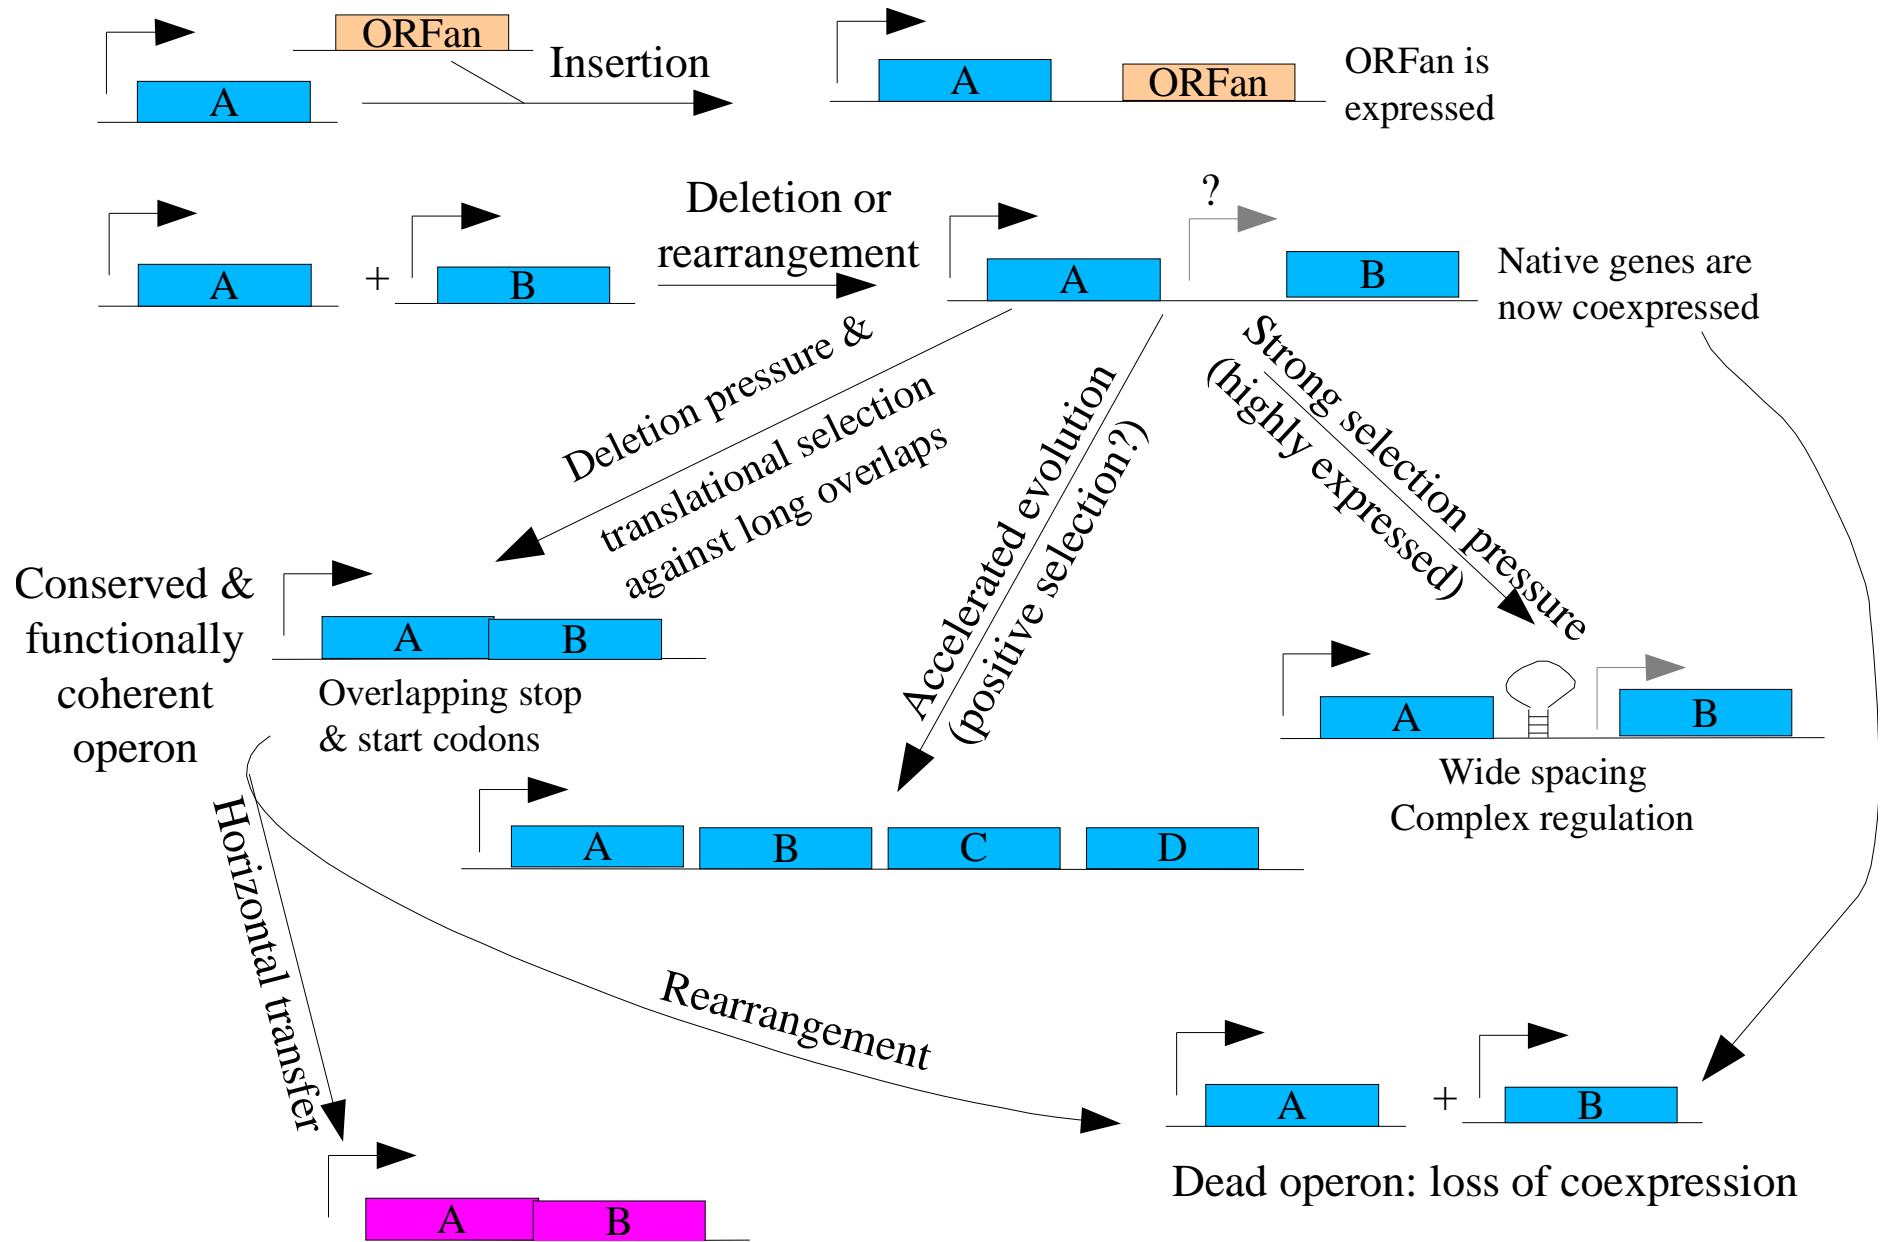 ORFan
A
Insertion
A
ORFan
ORFan is
expressed
A
+
B
Deletion or
rearrangement
?
A
B
Native genes are
now coexpressed
Deletion pressure &
translational selection
against long overlaps
Accelerated evolution
(positive selection?)
Strong selection pressure
(highly expressed)
Conserved &
functionally
coherent
operon
A
B
Overlapping stop
& start codons
A
B
Wide spacing
Complex regulation
A
B
C
D
Horizontal transfer
Rearrangement
A
+
B
Dead operon: loss of coexpression
A
B